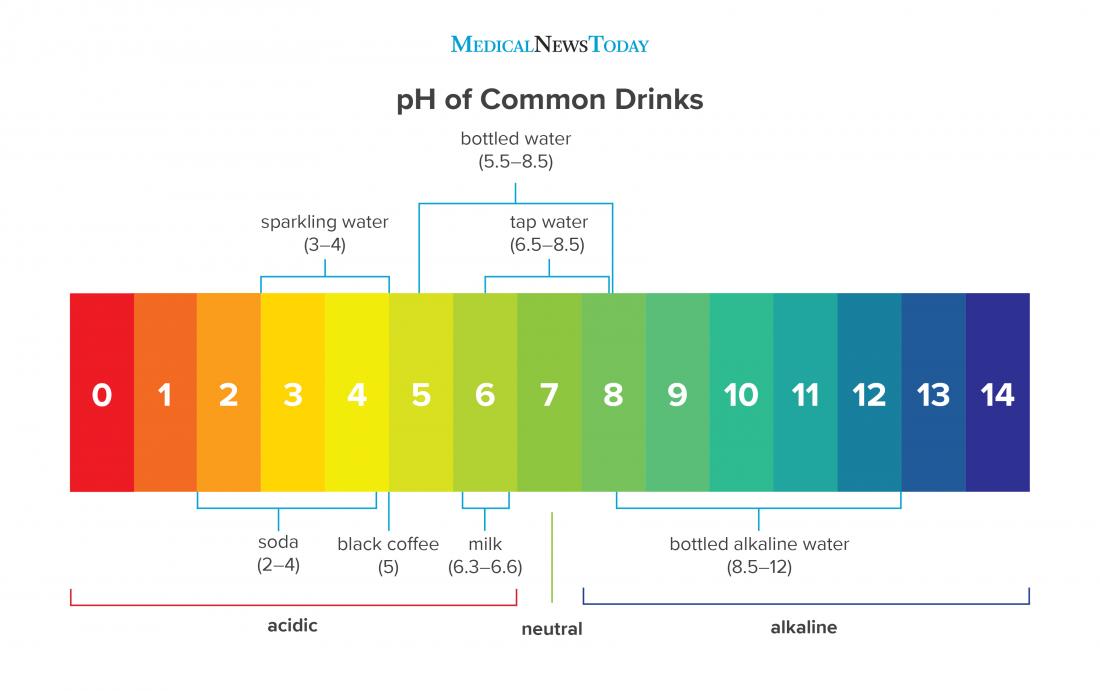 MEDICALNEWSTODAY
pH of Common Drinks
bottled water
(5.5–8.5)
sparkling water
(3–4)
tap water
(6.5–8.5)
0 1 2 3 4 5 6 7 8 9 10 11 12 13 14
soda
(2–4)
black coffee
(5)
milk
(6.3–6.6)
bottled alkaline water
(8.5–12)
acidic
neutral
alkaline